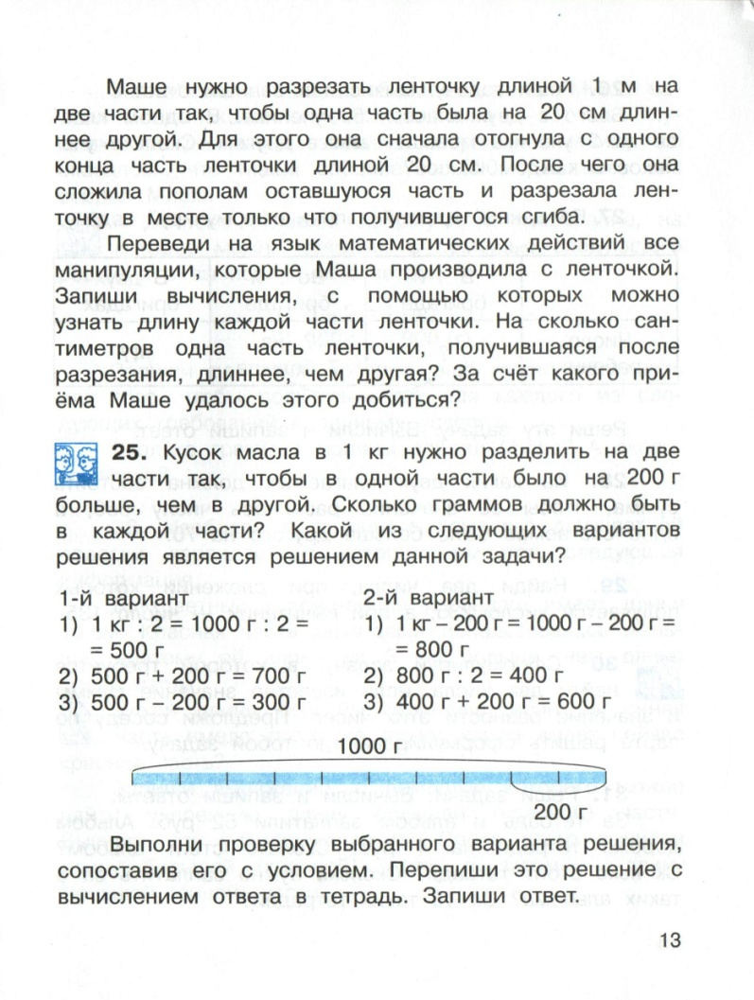 Маше нужно разрезать ленточку длиной 1 м на
две части так, чтобы одна часть была на 20 см длин-
нее другой. Для этого она сначала отогнула с одного
конца часть ленточки длиной 20 см. После чего она
сложила пополам оставшуюся часть и разрезала лен-
точку в месте только что получившегося сгиба.
Переведи на язык математических действий все
манипуляции, которые Маша производила с ленточкой.
Запиши вычисления, с помощью которых можно
узнать длину каждой части ленточки. На сколько сан-
тиметров одна часть ленточки, получившаяся после
разрезания, длиннее, чем другая? За счёт какого при-
ёма Маше удалось этого добиться?
25. Кусок масла в 1 кг нужно разделить на две
части так, чтобы в одной части было на 200 г
больше, чем в другой. Сколько граммов должно быть
в каждой части? Какой из следующих вариантов
решения является решением данной задачи?
1-й вариант
1) 1 кг : 2 = 1000 г : 2 =
= 500 г
2) 500 г + 200 г = 700 г
3) 500 г – 200 г = 300 г
2-й вариант
1) 1 кг – 200 г = 1000 г – 200 г =
= 800 г
2) 800 г : 2 = 400 г
3) 400 г + 200 г = 600 г
1000 г
200 г
Выполни проверку выбранного варианта решения,
сопоставив его с условием. Перепиши это решение с
вычислением ответа в тетрадь. Запиши ответ.
13